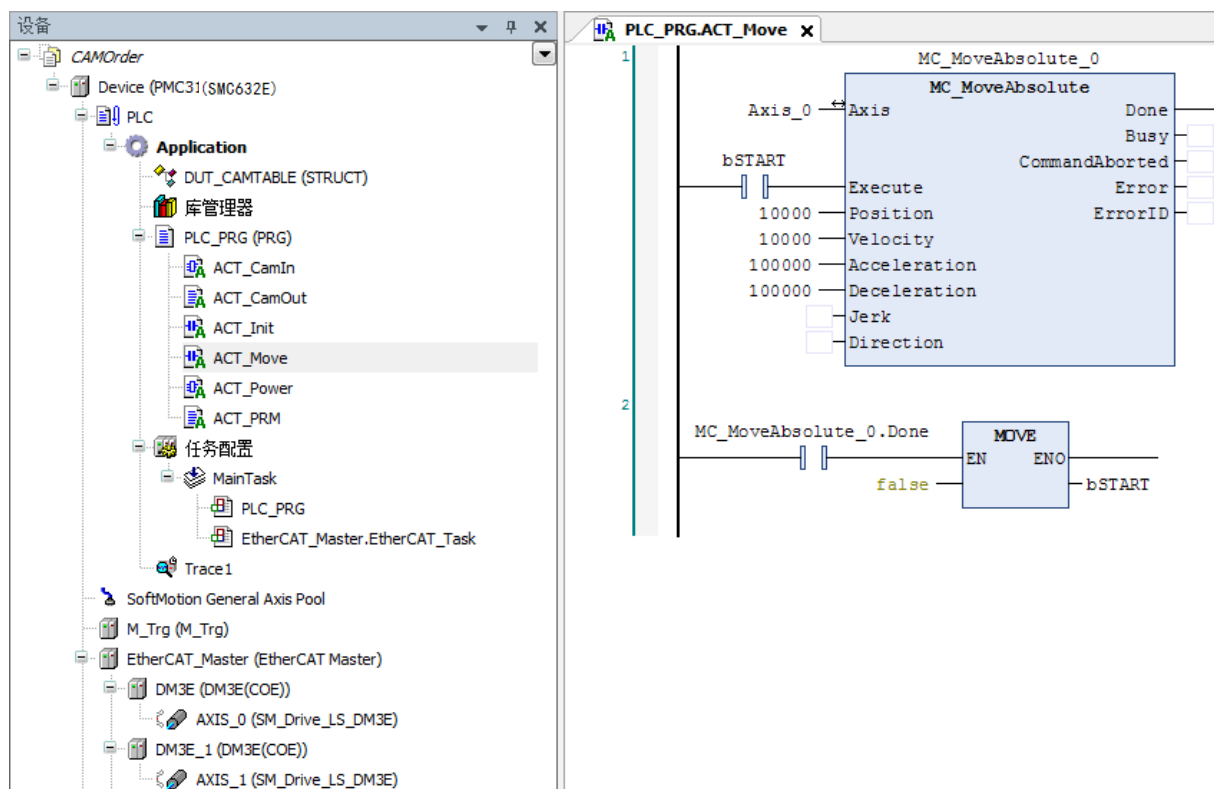 设备
CAMOrder
Device (PMC31(SMC632E)
PLC
Application
DUT_CAMTABLE (STRUCT)
库管理器
PLC_PRG (PRG)
ACT_CamIn
ACT_CamOut
ACT_Init
ACT_Move
ACT_Power
ACT_PRM
任务配置
MainTask
PLC_PRG
EtherCAT_Master.EtherCAT_Task
Trace1
SoftMotion General Axis Pool
M_Trg (M_Trg)
EtherCAT_Master (EtherCAT Master)
DM3E (DM3E(COE))
AXIS_0 (SM_Drive_LS_DM3E)
DM3E_1 (DM3E(COE))
AXIS_1 (SM_Drive_LS_DM3E)
PLC_PRG.ACT_Move
1
MC_MoveAbsolute_0
MC_MoveAbsolute
Axis_0 Axis Done
Busy
bSTART CommandAborted
Execute Error
10000 Position ErrorID
10000 Velocity
100000 Acceleration
100000 Deceleration
Jerk
Direction
2
MC_MoveAbsolute_0.Done MOVE
EN ENO
false bSTART